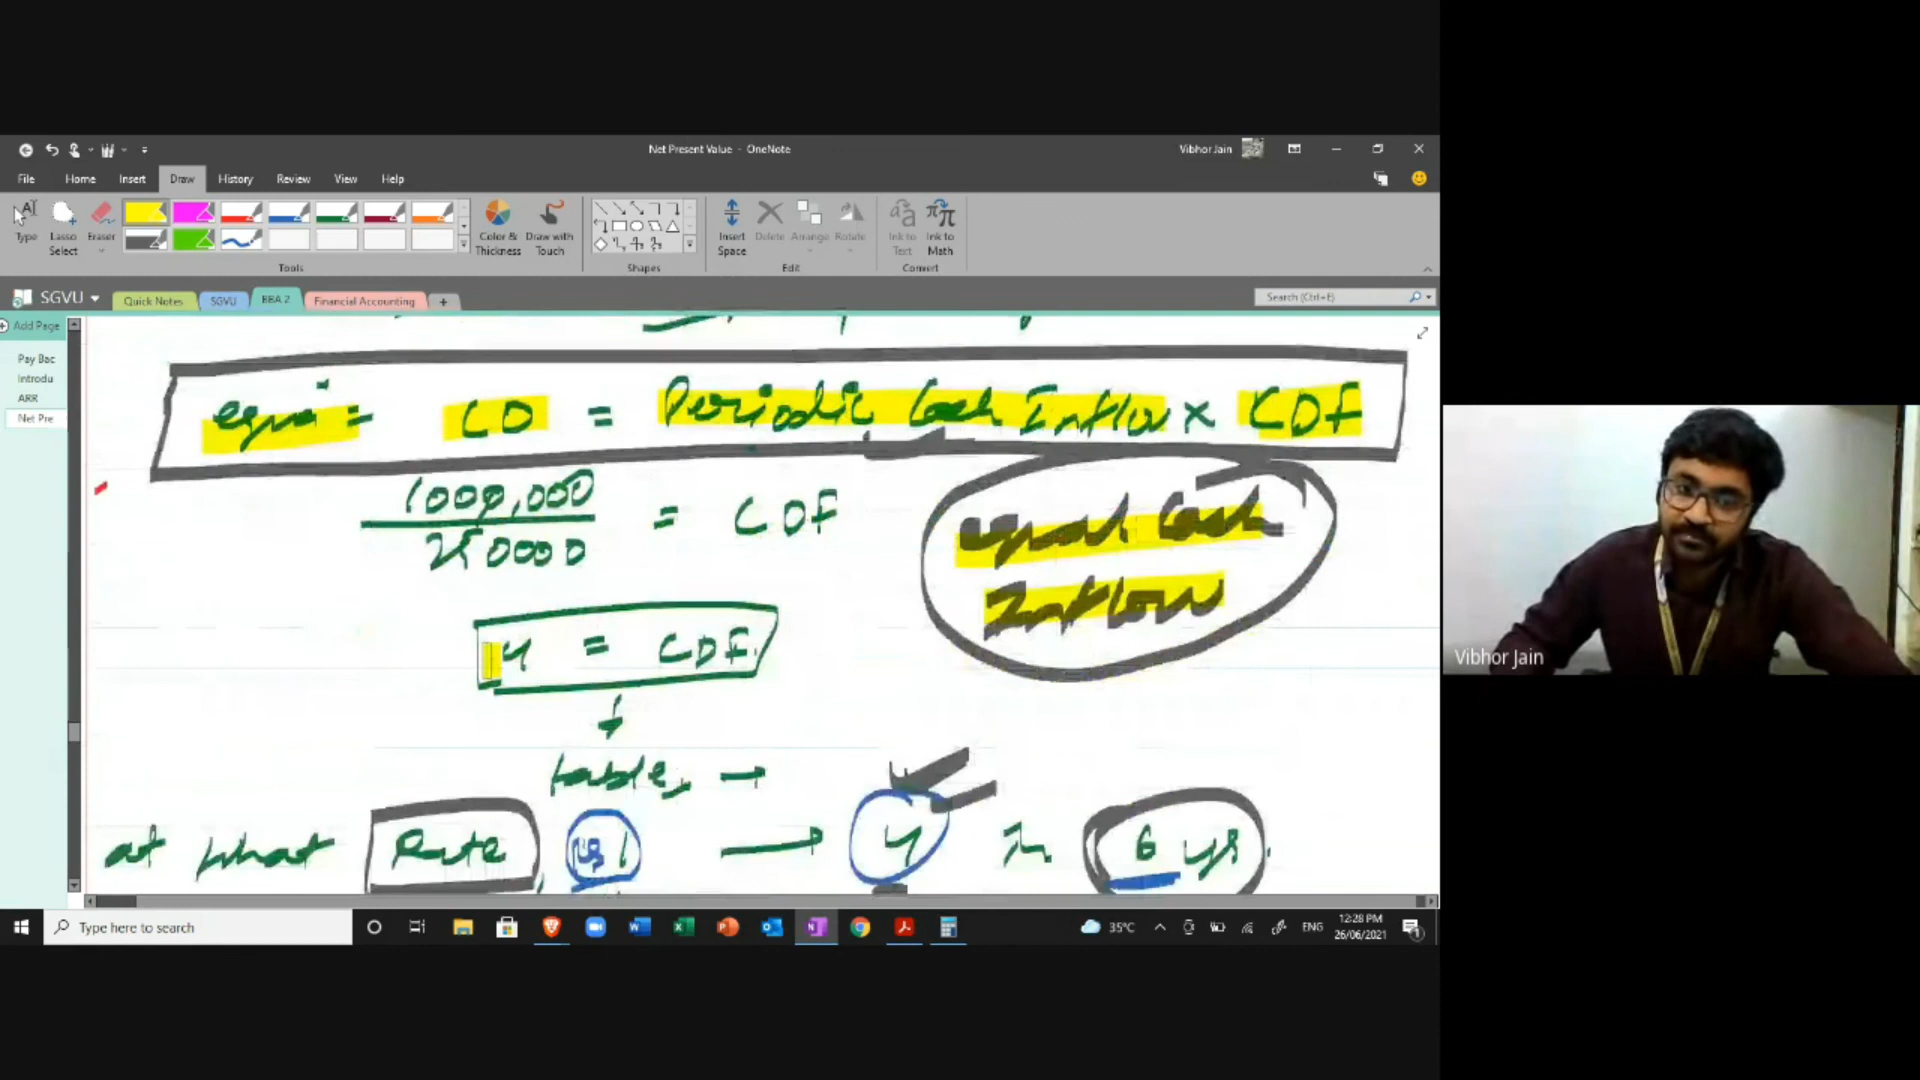 Net Present Value - OneNote
Vibhor Jain
File Home Insert Draw History Review View Help
Type
Lasso Select
Eraser
Color & Thickness
Draw with Touch
Insert Space
Delete
Arrange
Rotate
Ink to Text
Ink to Math
Tools
Shapes
Edit
Convert
SGVU
Quick Notes
SGVU
BBA 2
Financial Accounting
+
Search (Ctrl+E)
Add Page
Pay Bac
Introdu
ARR
Net Pre
= CO = Periodic Cash Inflow × CDF
1000,000
250000
= CDF
equal Cash
Inflow
4 = CDF
table, →
at what Rate, → 4 in 6 yrs.
Vibhor Jain
Type here to search
35°C
ENG
12:28 PM
26/06/2021